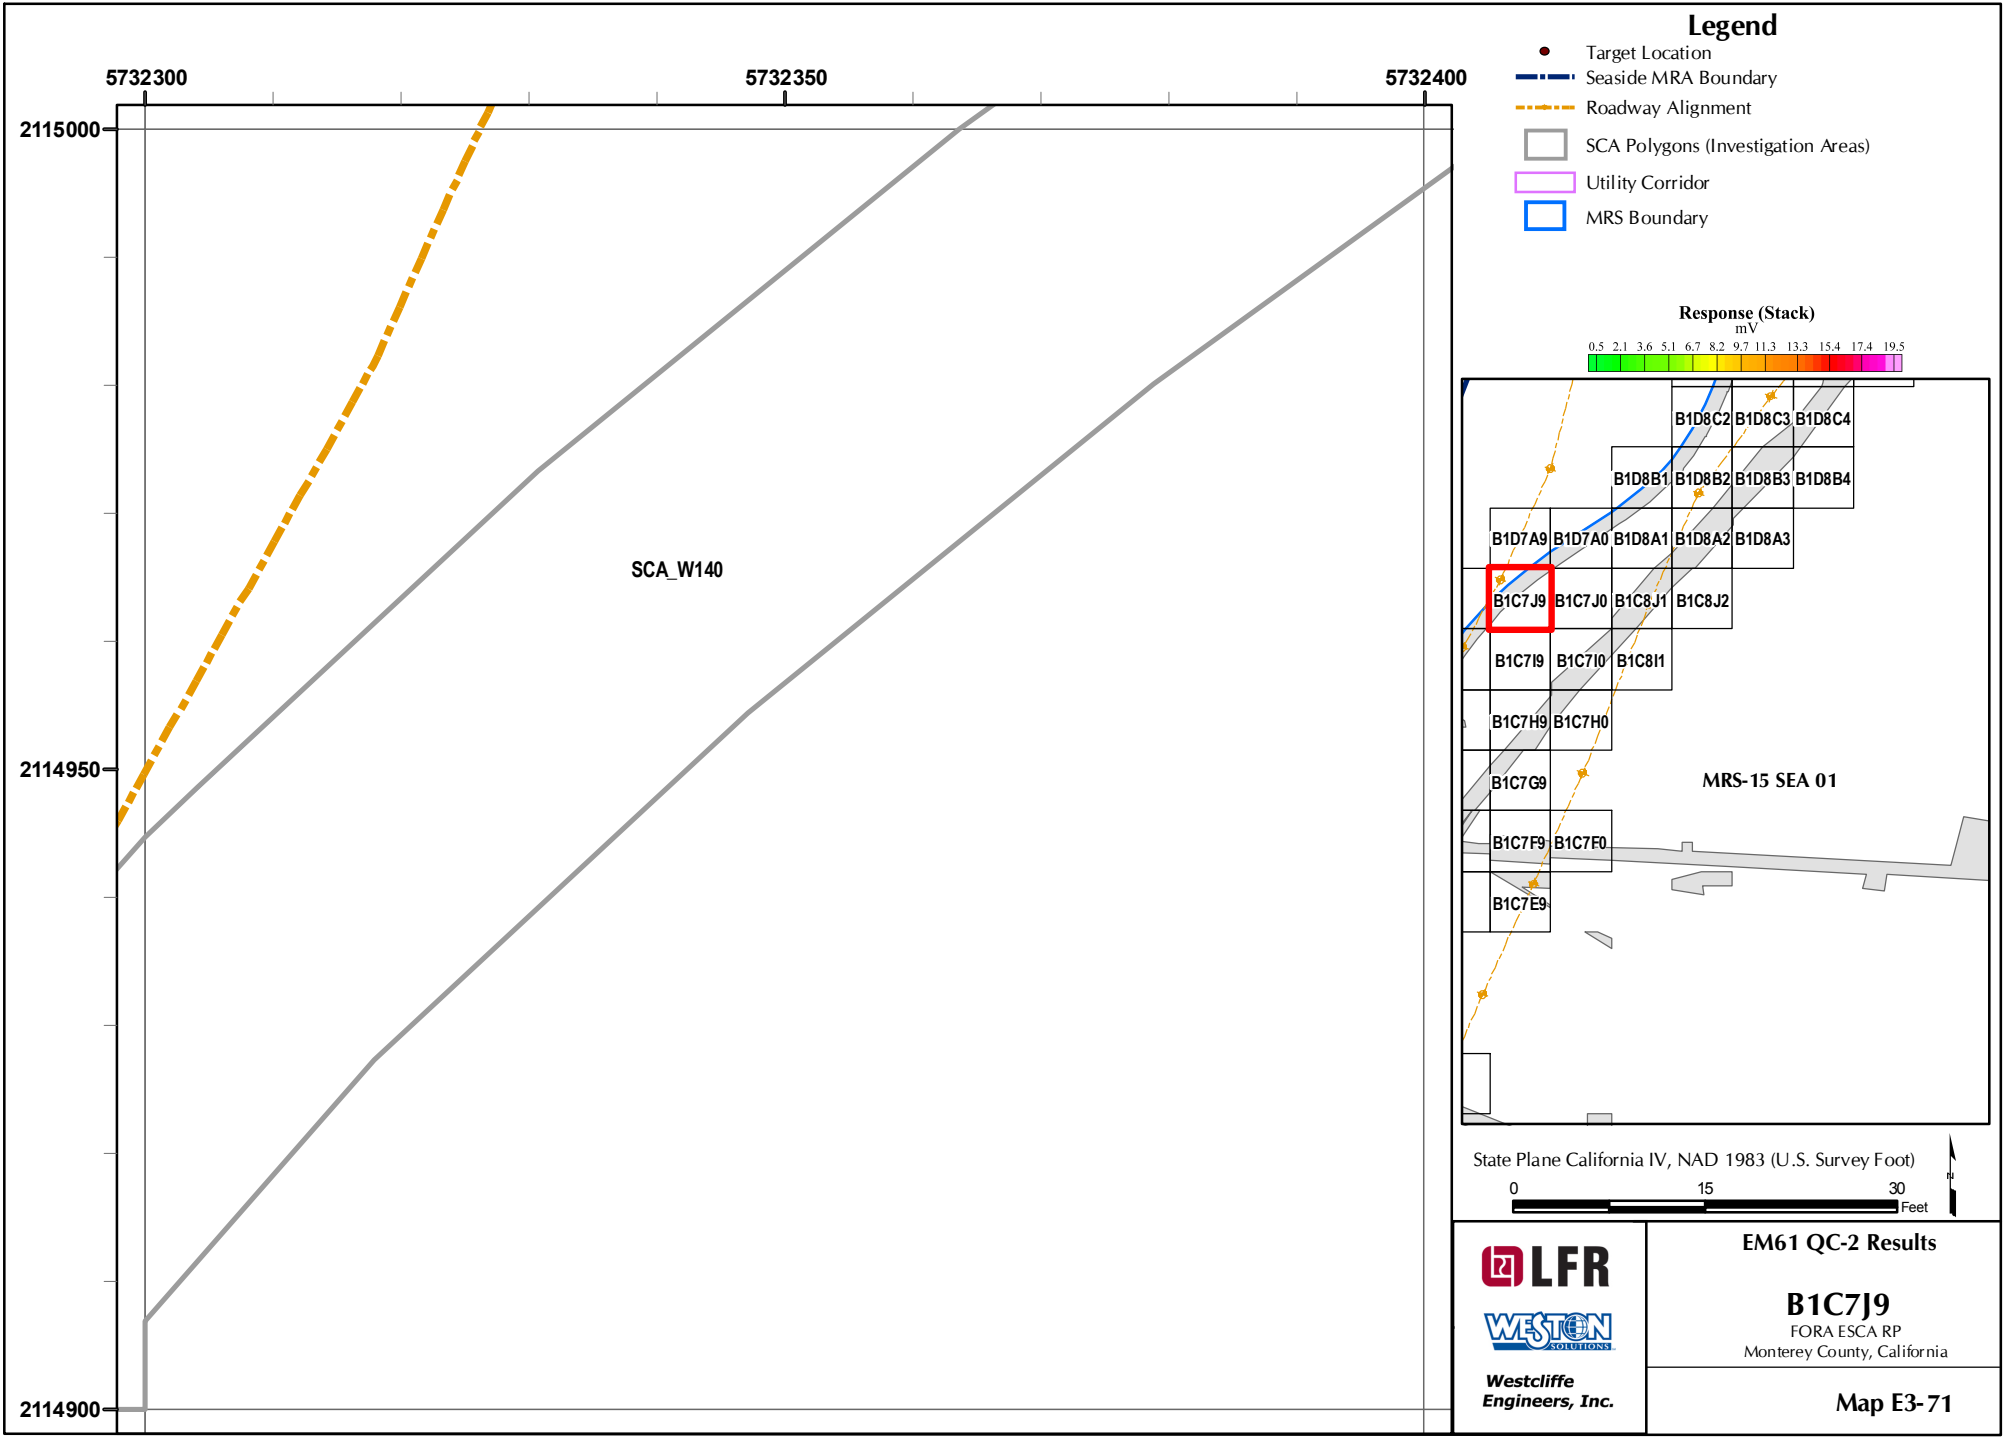 5732300
5732350
5732400
2115000
2114950
2114900
SCA_W140
Legend
Target Location
Seaside MRA Boundary
Roadway Alignment
SCA Polygons (Investigation Areas)
Utility Corridor
MRS Boundary
Response (Stack)
mV
0.5 2.1 3.6 5.1 6.7 8.2 9.7 11.3 13.3 15.4 17.4 19.5
B1D8C2 B1D8C3 B1D8C4
B1D8B1 B1D8B2 B1D8B3 B1D8B4
B1D7A9 B1D7A0 B1D8A1 B1D8A2 B1D8A3
B1C7J9 B1C7J0 B1C8J1 B1C8J2
B1C7I9 B1C7I0 B1C8I1
B1C7H9 B1C7H0
B1C7G9
MRS-15 SEA 01
B1C7F9 B1C7F0
B1C7E9
State Plane California IV, NAD 1983 (U.S. Survey Foot)
N
0 15 30
Feet
LFR
WESTON
SOLUTIONS
Westcliffe
Engineers, Inc.
EM61 QC-2 Results
B1C7J9
FORA ESCA RP
Monterey County, California
Map E3-71